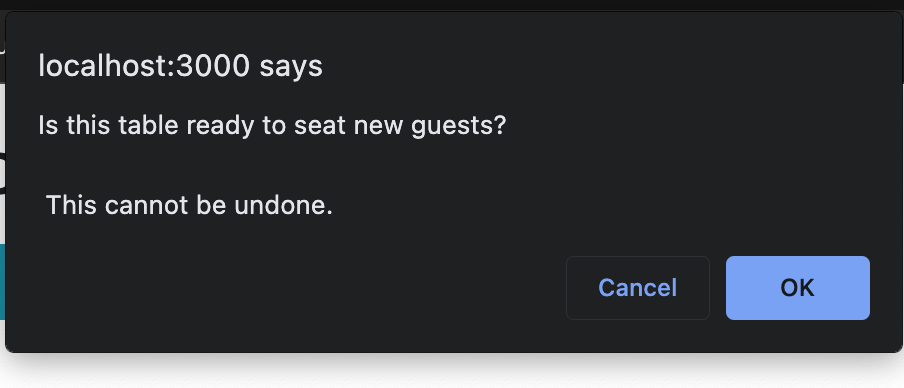 localhost:3000 says
Is this table ready to seat new guests?
This cannot be undone.
Cancel
OK